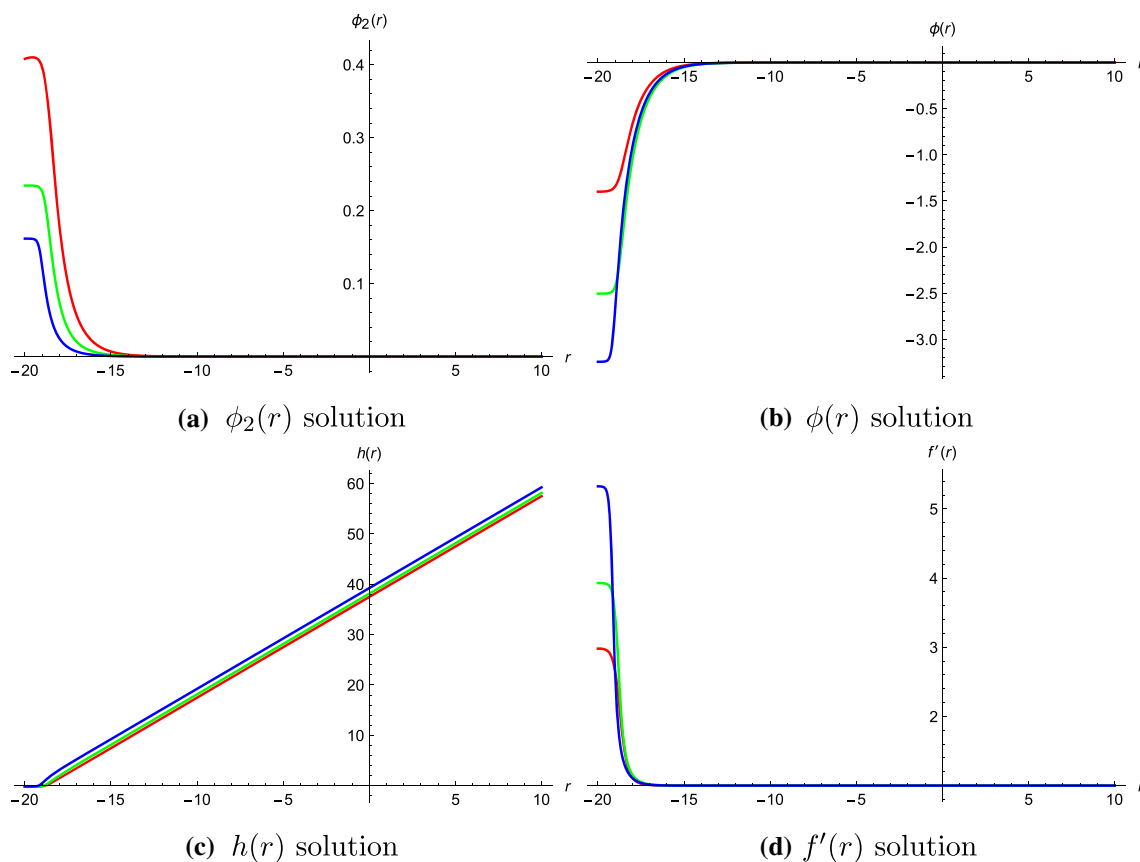 ϕ₂(r)
0.4
0.3
0.2
0.1
−20 −15 −10 −5 5 10 r
(a) ϕ₂(r) solution
ϕ(r)
−20 −15 −10 −5 5 10
−0.5
−1.0
−1.5
−2.0
−2.5
−3.0
(b) ϕ(r) solution
h(r)
60
50
40
30
20
10
−20 −15 −10 −5 5 10 r
(c) h(r) solution
f′(r)
5
4
3
2
−20 −15 −10 −5 5 10
(d) f′(r) solution